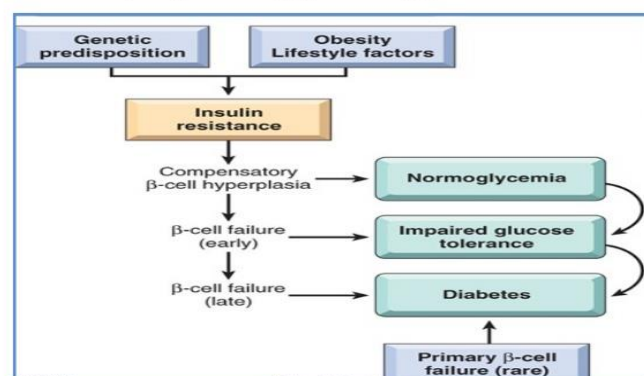 Genetic
predisposition
Obesity
Lifestyle factors
Insulin
resistance
Compensatory
β-cell hyperplasia
Normoglycemia
β-cell failure
(early)
Impaired glucose
tolerance
β-cell failure
(late)
Diabetes
Primary β-cell
failure (rare)